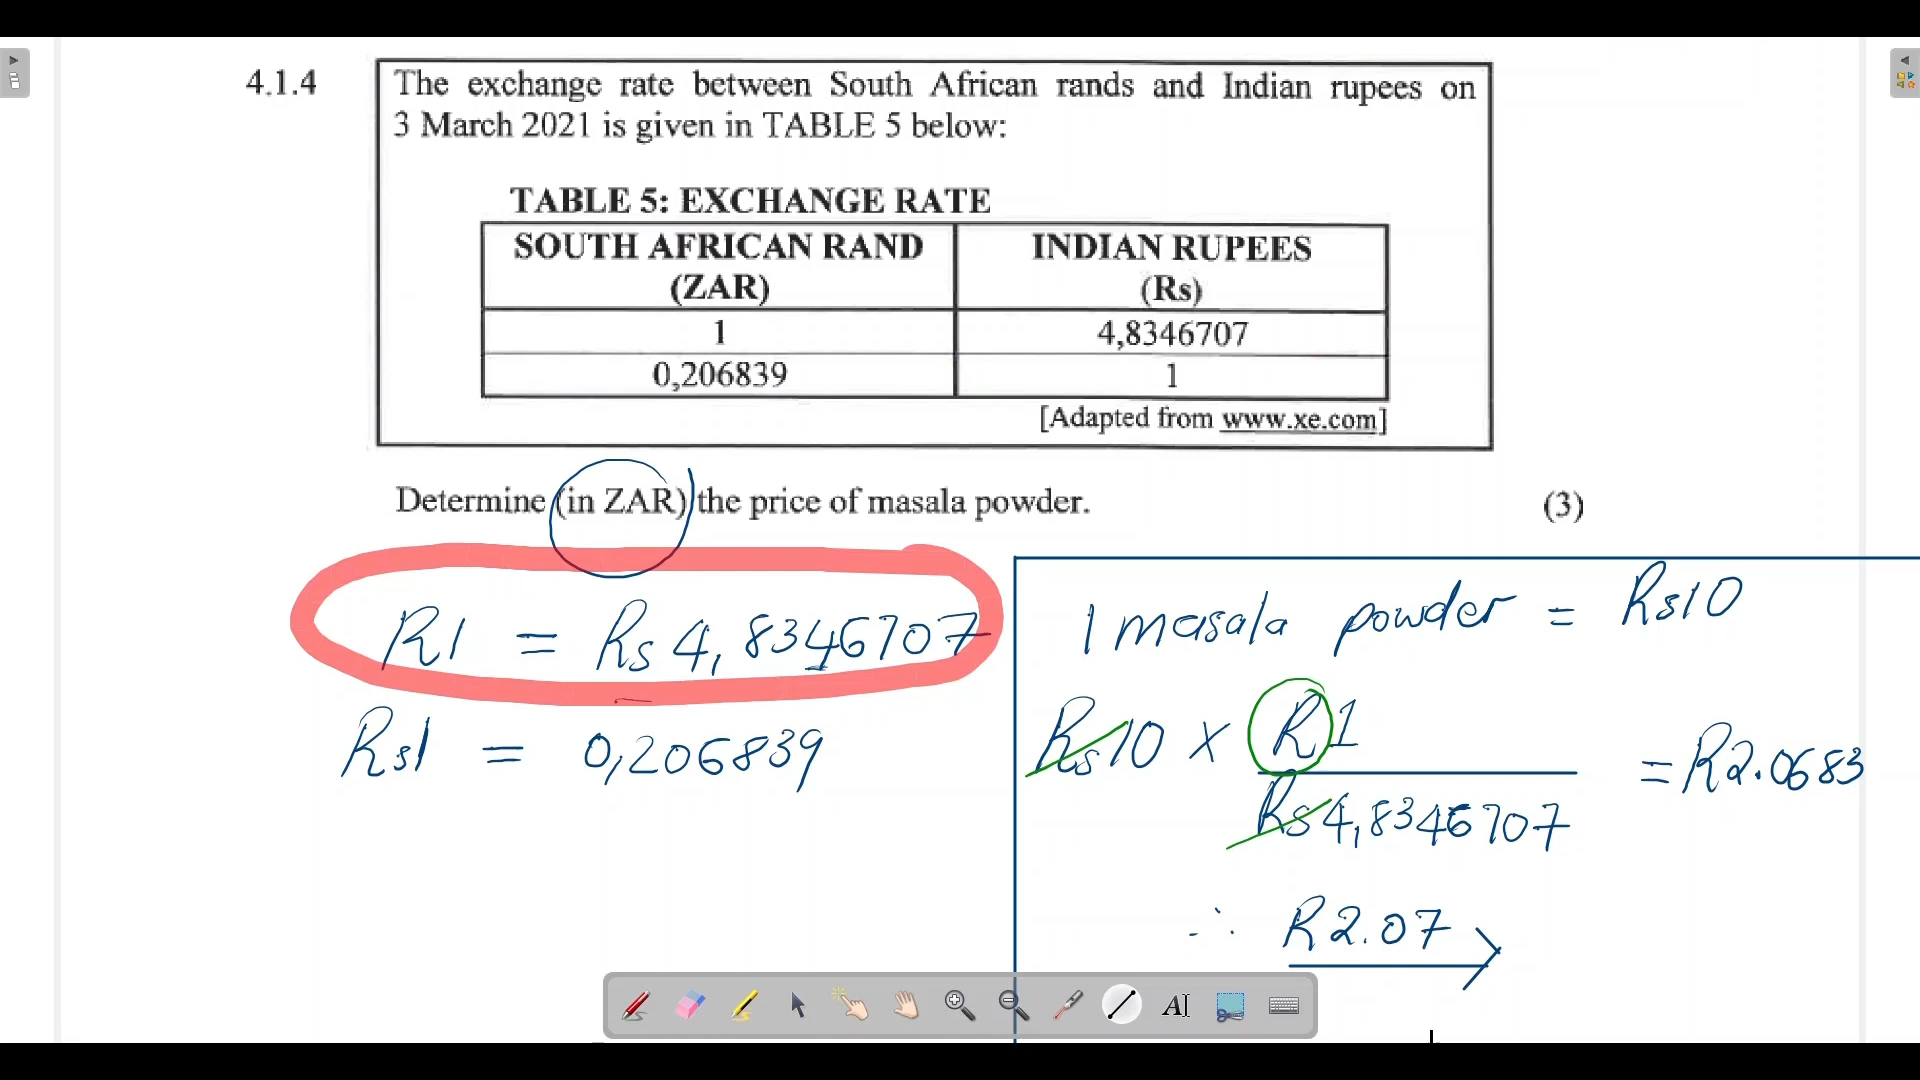 4.1.4
The exchange rate between South African rands and Indian rupees on
3 March 2021 is given in TABLE 5 below:
TABLE 5: EXCHANGE RATE
SOUTH AFRICAN RAND (ZAR) INDIAN RUPEES (Rs)
1 4,8346707
0,206839 1
[Adapted from www.xe.com]
Determine (in ZAR) the price of masala powder. (3)
R1 = Rs 4,8346707
Rs1 = 0,206839
1 masala powder = Rs10
Rs10 x R1
Rs4,8346707
= R2.0683
∴ R2.07
AI